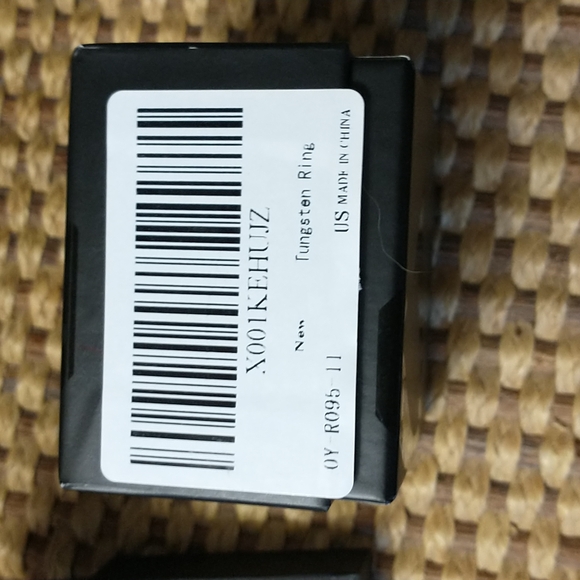 X001KEHUJZ
New Tungsten Ring
OY-R095-11 US MADE IN CHINA